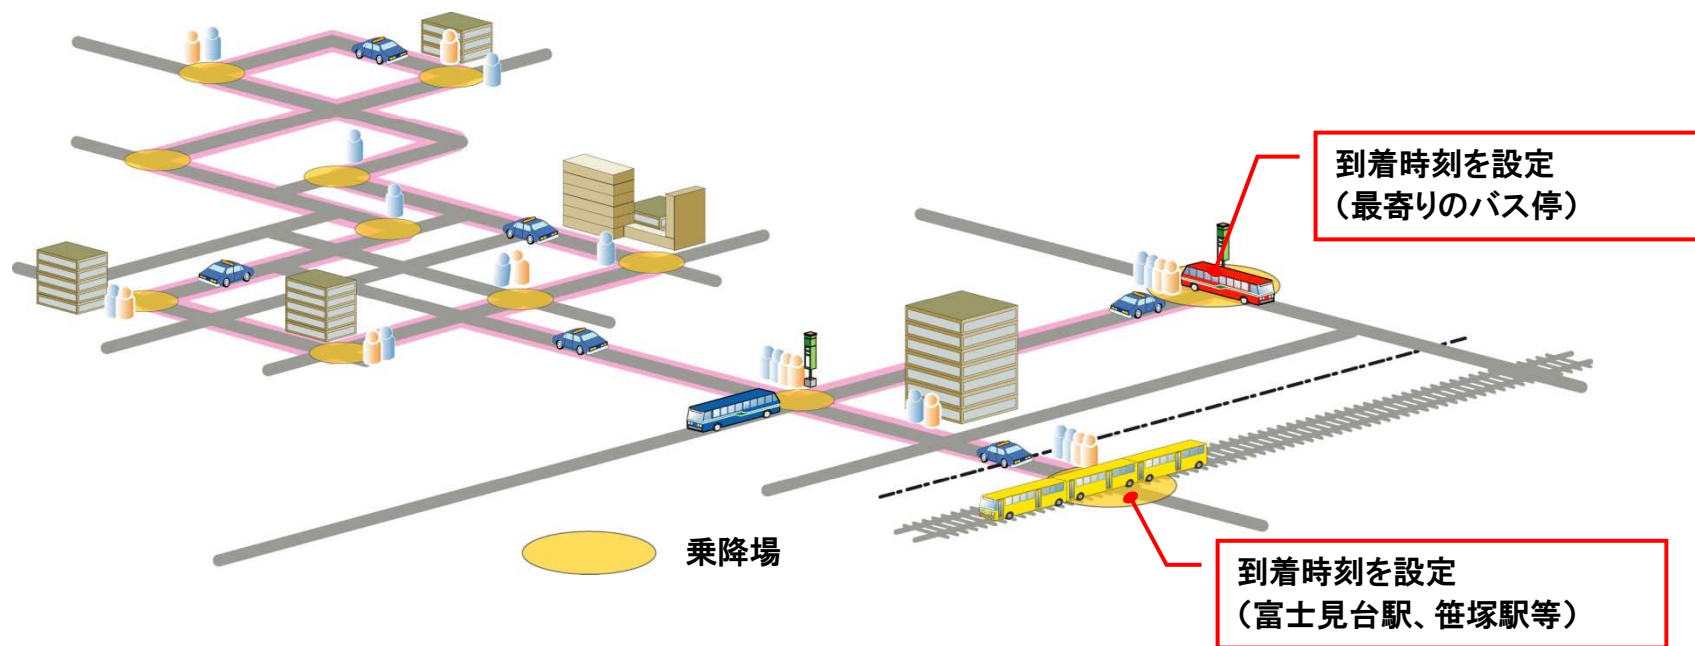 到着時刻を設定
（最寄りのバス停）
乗降場
到着時刻を設定
（富士見台駅、笹塚駅等）